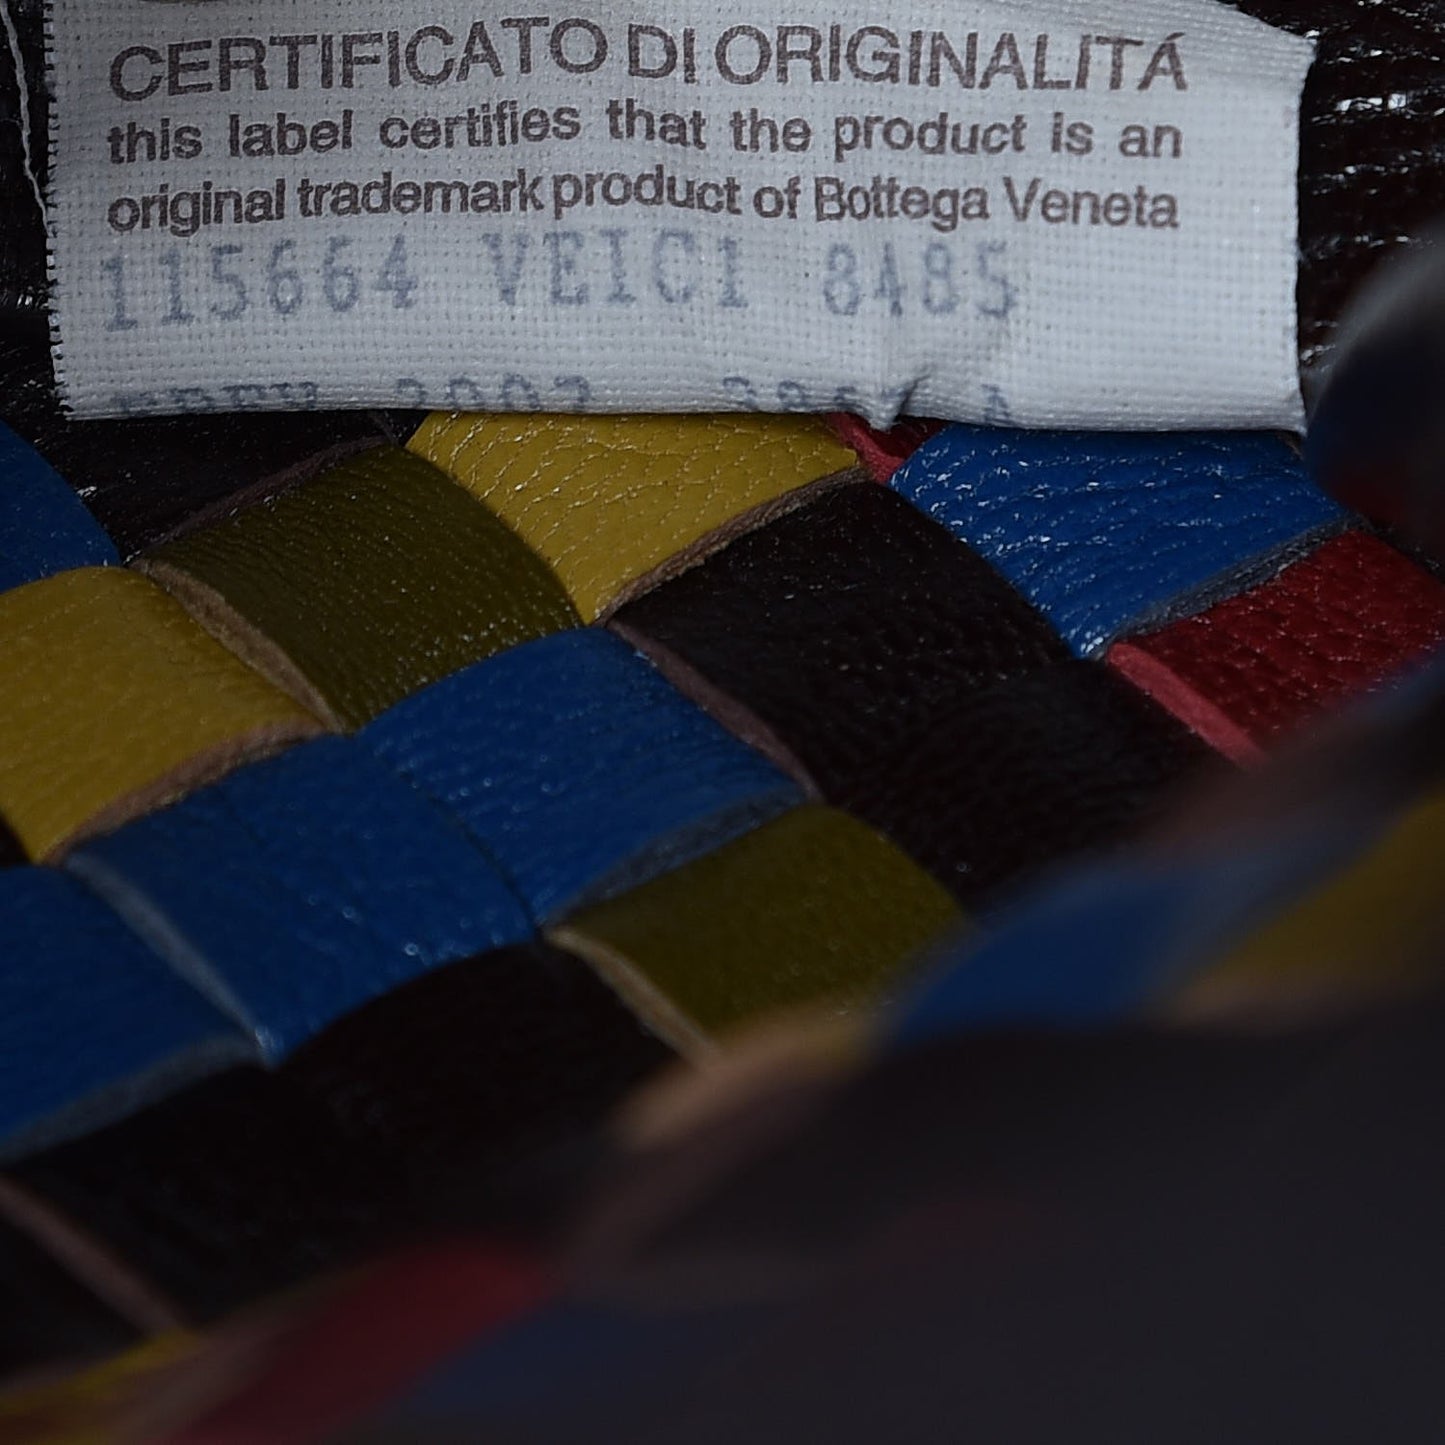 CERTIFICATO DI ORIGINALITÁ
this label certifies that the product is an
original trademark product of Bottega Veneta
115664 VEIC1 8485